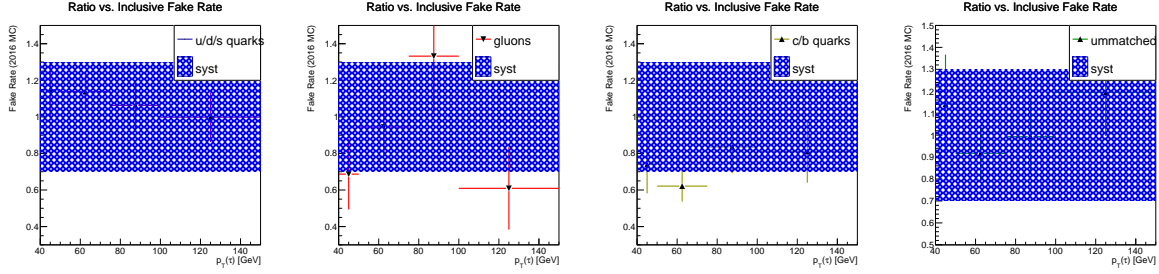 Ratio vs. Inclusive Fake Rate
Fake Rate (2016 MC)
1.4
1.2
1
0.8
0.6
0.4
40 60 80 100 120 140
p_T(τ) [GeV]
u/d/s quarks
syst
Ratio vs. Inclusive Fake Rate
Fake Rate (2016 MC)
1.4
1.2
1
0.8
0.6
0.4
40 60 80 100 120 140
p_T(τ) [GeV]
gluons
syst
Ratio vs. Inclusive Fake Rate
Fake Rate (2016 MC)
1.4
1.2
1
0.8
0.6
0.4
40 60 80 100 120 140
p_T(τ) [GeV]
c/b quarks
syst
Ratio vs. Inclusive Fake Rate
Fake Rate (2016 MC)
1.5
1.4
1.3
1.2
1.1
1
0.9
0.8
0.7
0.6
0.5
40 60 80 100 120 140
p_T(τ) [GeV]
unmatched
syst